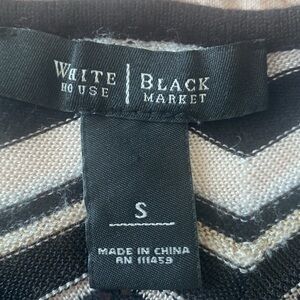 WHITE | BLACK
HOUSE | MARKET
S
MADE IN CHINA
RN 111459